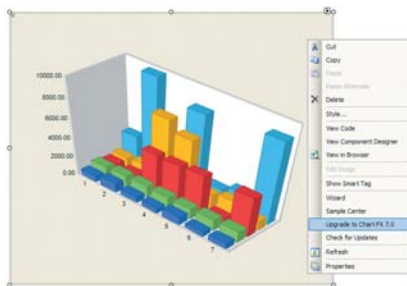 10000.00
8000.00
6000.00
4000.00
2000.00
0.00
1
2
3
4
5
6
7
Cut
Copy
Paste
Paste Alternate
Delete
Style...
View Code
View Component Designer
View in Browser
Edit Image
Show Smart Tag
Wizard
Sample Center
Upgrade to Chart FX 7.0
Check for Updates
Refresh
Properties